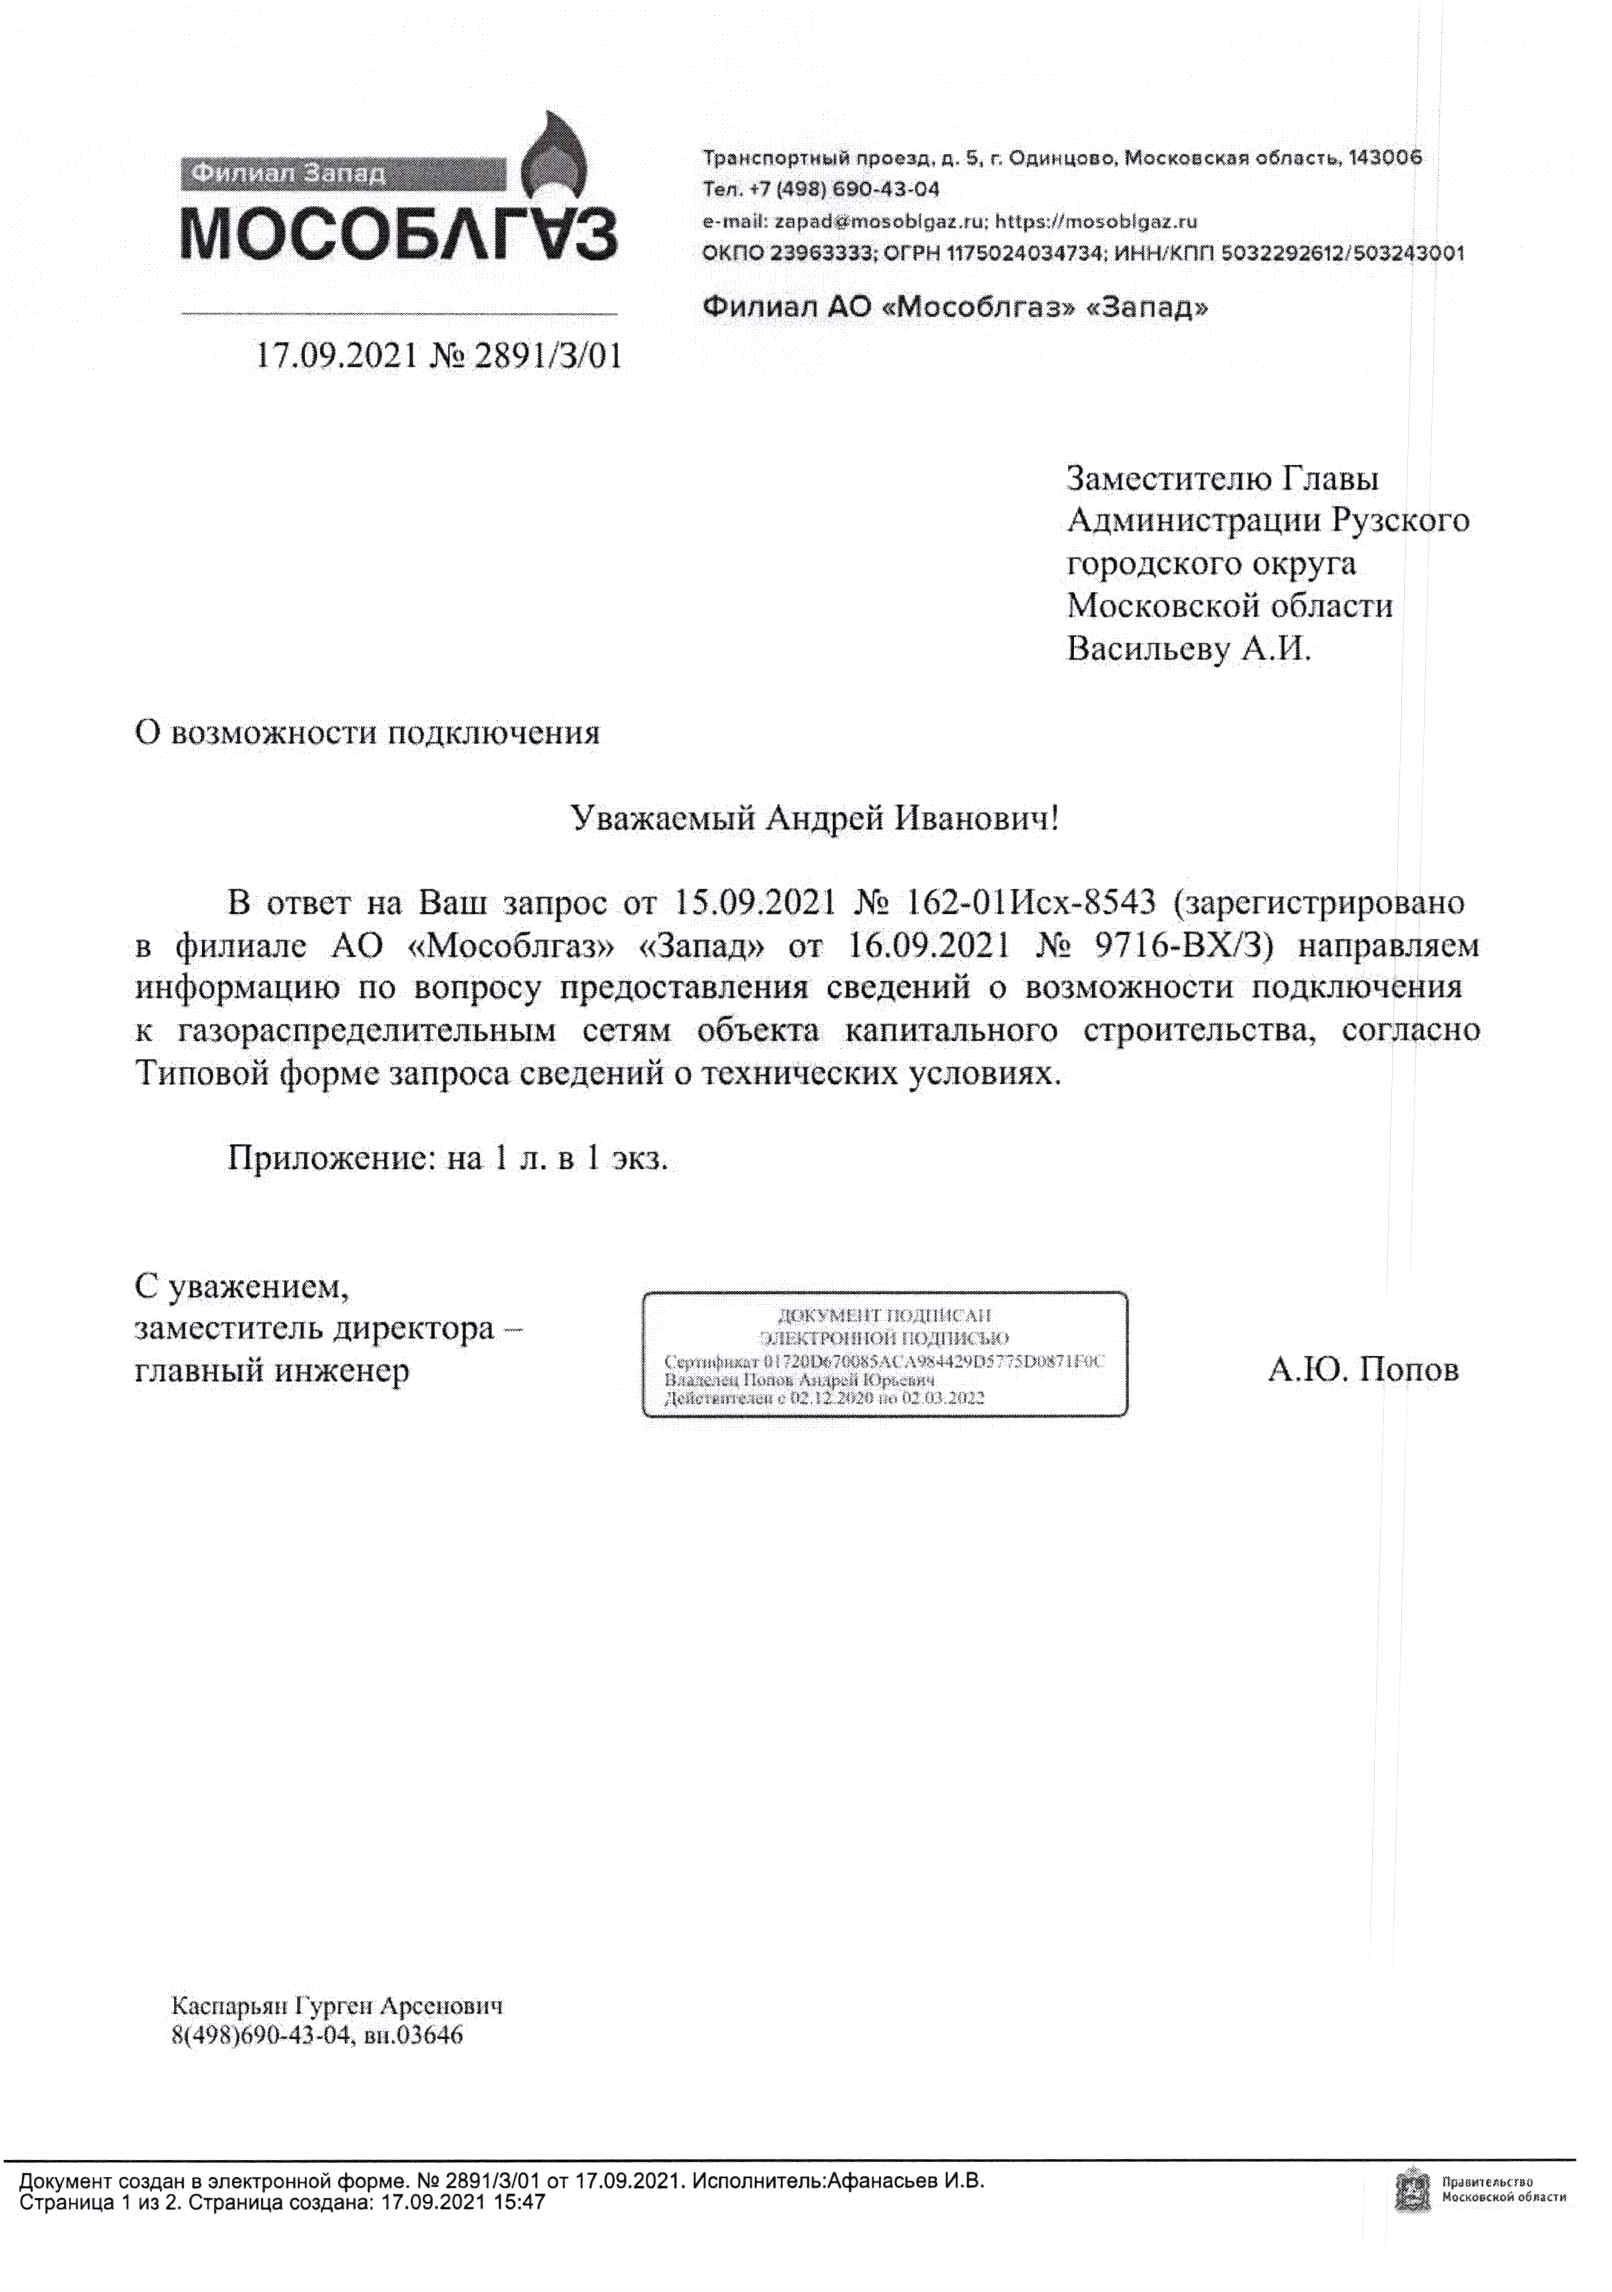 Филиал Запад
МОСОБЛГАЗ
Транспортный проезд, д. 5, г. Одинцово, Московская область, 143006
Тел. +7 (498) 690-43-04
e-mail: zapad@mosoblgaz.ru; https://mosoblgaz.ru
ОКПО 23963333; ОГРН 1175024034734; ИНН/КПП 5032292612/503243001
Филиал АО «Мособлгаз» «Запад»
17.09.2021 № 2891/З/01
Заместителю Главы
Администрации Рузского
городского округа
Московской области
Васильеву А.И.
О возможности подключения
Уважаемый Андрей Иванович!
В ответ на Ваш запрос от 15.09.2021 № 162-01Исх-8543 (зарегистрировано
в филиале АО «Мособлгаз» «Запад» от 16.09.2021 № 9716-ВХ/З) направляем
информацию по вопросу предоставления сведений о возможности подключения
к газораспределительным сетям объекта капитального строительства, согласно
Типовой форме запроса сведений о технических условиях.
Приложение: на 1 л. в 1 экз.
С уважением,
заместитель директора –
главный инженер
ДОКУМЕНТ ПОДПИСАН
ЭЛЕКТРОННОЙ ПОДПИСЬЮ
Сертификат 01720D670085ACA984429D5775D0871F0C
Владелец Попов Андрей Юрьевич
Действителен с 02.12.2020 по 02.03.2022
А.Ю. Попов
Каспарьян Гурген Арсенович
8(498)690-43-04, вн.03646
Документ создан в электронной форме. № 2891/З/01 от 17.09.2021. Исполнитель:Афанасьев И.В.
Страница 1 из 2. Страница создана: 17.09.2021 15:47
Правительство
Московской области